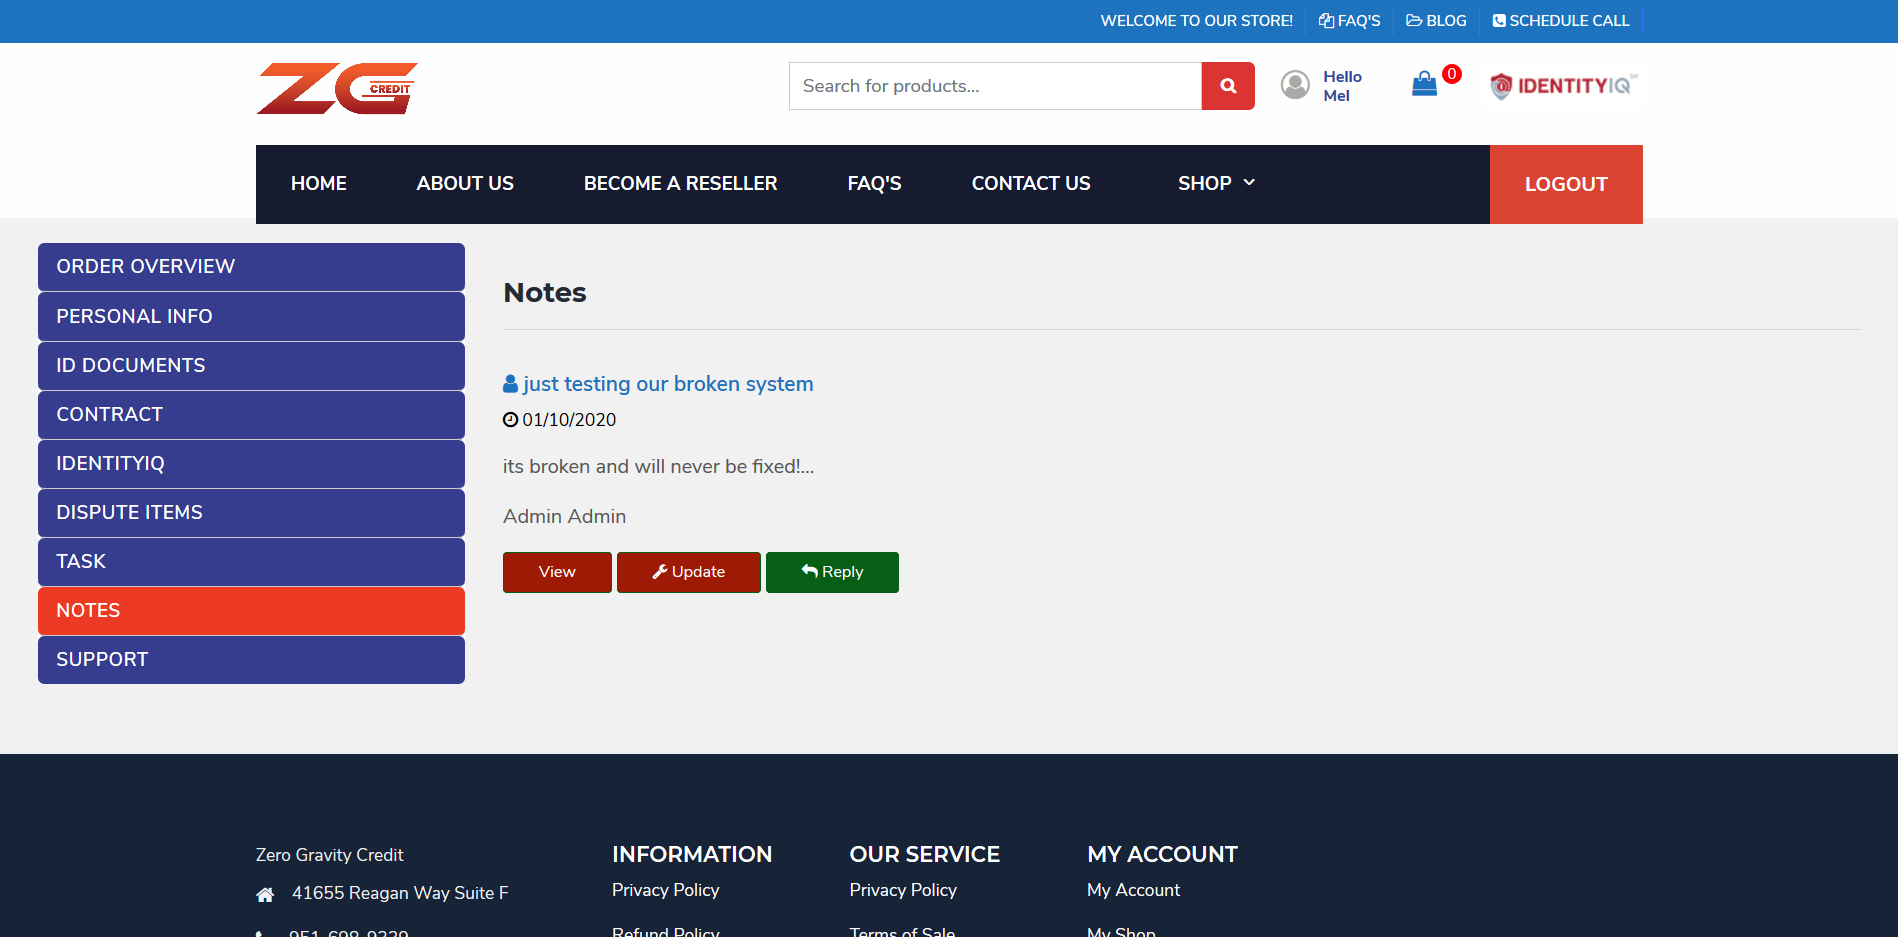 WELCOME TO OUR STORE! FAQ'S BLOG SCHEDULE CALL
ZG CREDIT
Search for products...
Hello
Mel
0
IDENTITYIQ SM
HOME ABOUT US BECOME A RESELLER FAQ'S CONTACT US SHOP LOGOUT
ORDER OVERVIEW
PERSONAL INFO
ID DOCUMENTS
CONTRACT
IDENTITYIQ
DISPUTE ITEMS
TASK
NOTES
SUPPORT
Notes
just testing our broken system
01/10/2020
its broken and will never be fixed!...
Admin Admin
View Update Reply
Zero Gravity Credit
41655 Reagan Way Suite F
951-698-9339
INFORMATION
Privacy Policy
Refund Policy
OUR SERVICE
Privacy Policy
Terms of Sale
MY ACCOUNT
My Account
My Shop